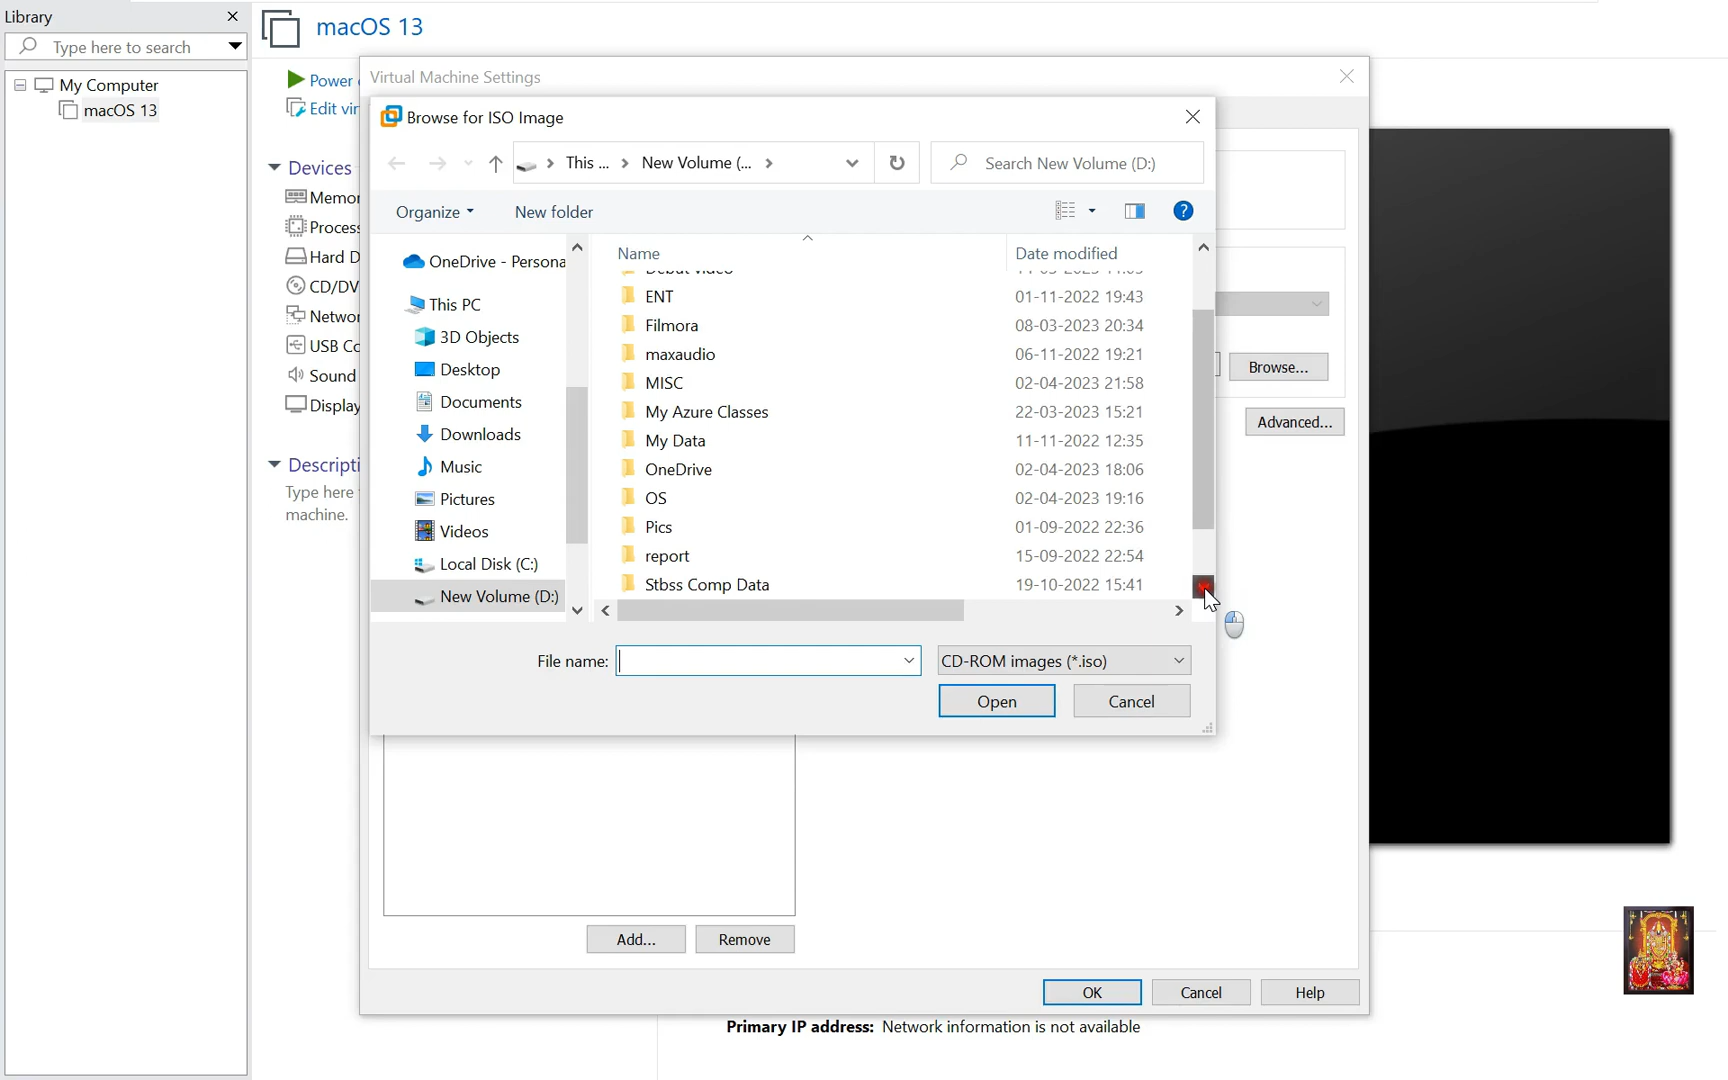 Library
Type here to search
My Computer
macOS 13
macOS 13
Power
Edit vir
Devices
Memor
Process
Hard D
CD/DV
Networ
USB Co
Sound
Display
Descripti
Type here
machine.
Virtual Machine Settings
Browse for ISO Image
This ... New Volume (...
Search New Volume (D:)
Organize
New folder
OneDrive - Persona
This PC
3D Objects
Desktop
Documents
Downloads
Music
Pictures
Videos
Local Disk (C:)
New Volume (D:)
Name Date modified
ENT 01-11-2022 19:43
Filmora 08-03-2023 20:34
maxaudio 06-11-2022 19:21
MISC 02-04-2023 21:58
My Azure Classes 22-03-2023 15:21
My Data 11-11-2022 12:35
OneDrive 02-04-2023 18:06
OS 02-04-2023 19:16
Pics 01-09-2022 22:36
report 15-09-2022 22:54
Stbss Comp Data 19-10-2022 15:41
File name:
CD-ROM images (*.iso)
Open
Cancel
Browse...
Advanced...
Add...
Remove
OK
Cancel
Help
Primary IP address: Network information is not available